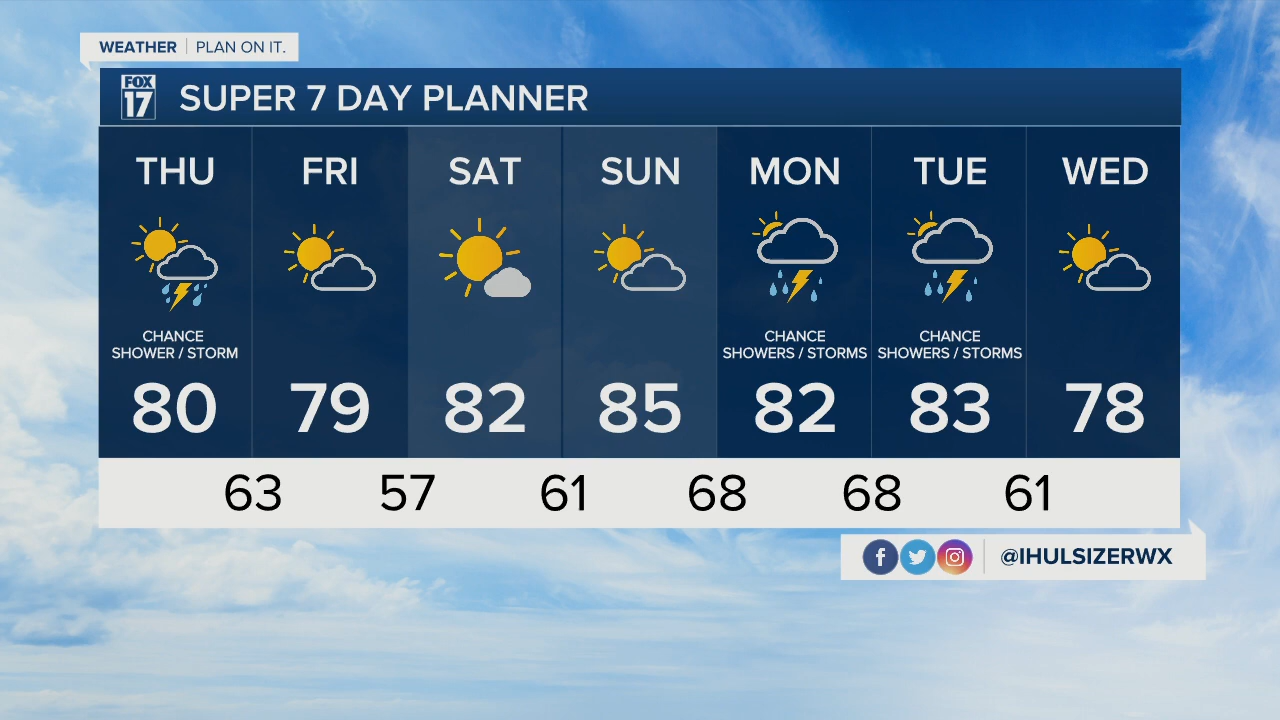 WEATHER PLAN ON IT.
FOX
17
SUPER 7 DAY PLANNER
THU FRI SAT SUN MON TUE WED
CHANCE CHANCE CHANCE
SHOWER / STORM SHOWERS / STORMS SHOWERS / STORMS
80 79 82 85 82 83 78
63 57 61 68 68 61
@IHULSIZERWX